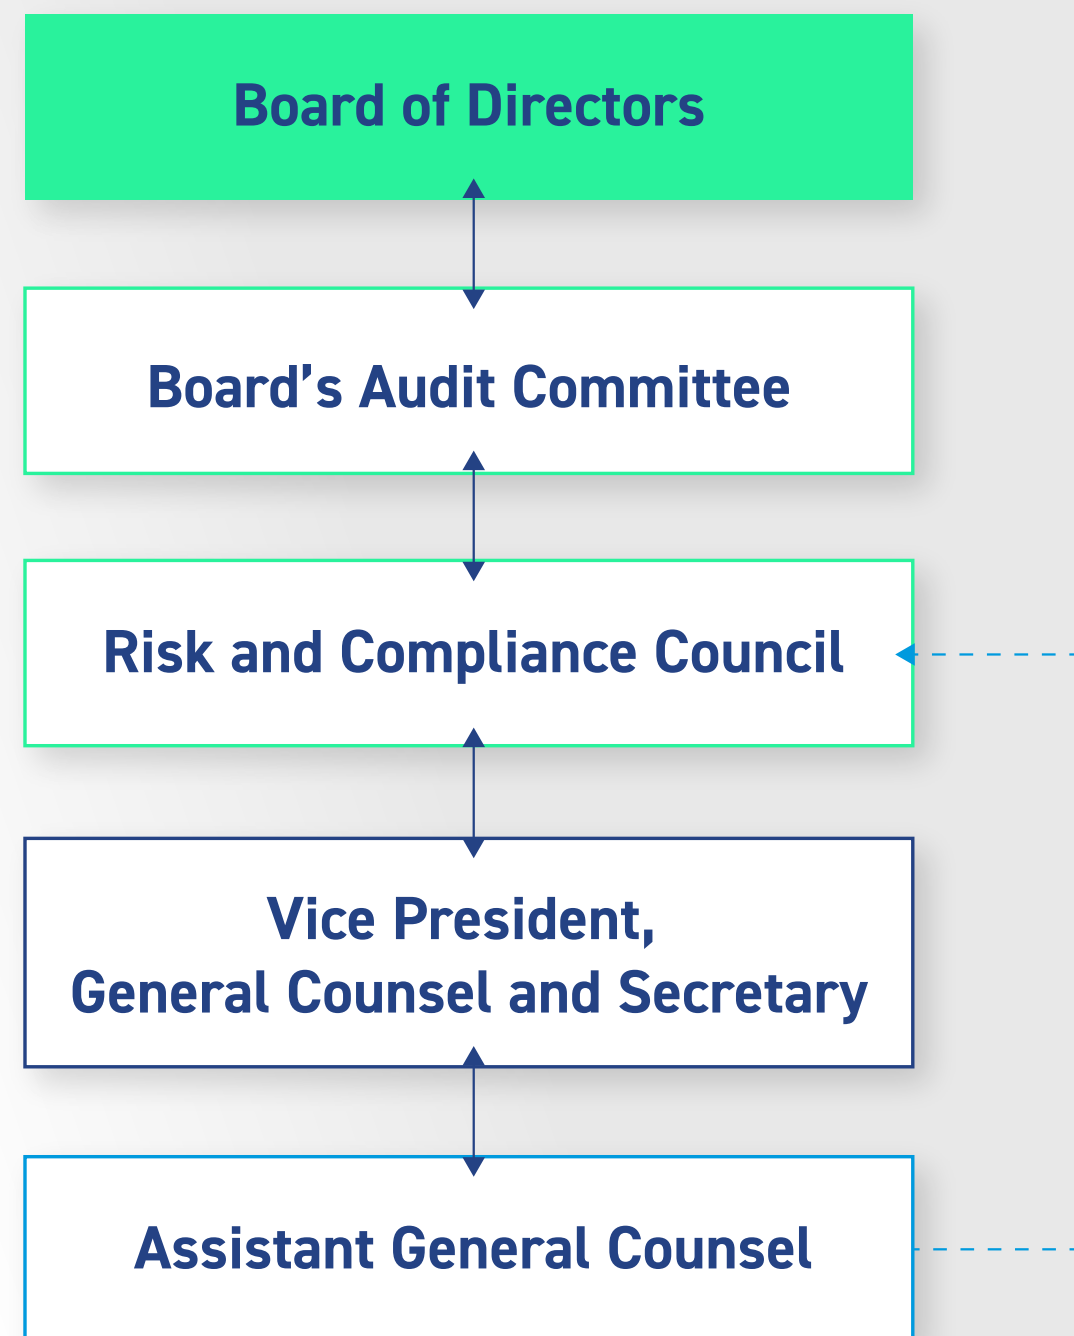 Board of Directors
Board’s Audit Committee
Risk and Compliance Council
Vice President,
General Counsel and Secretary
Assistant General Counsel